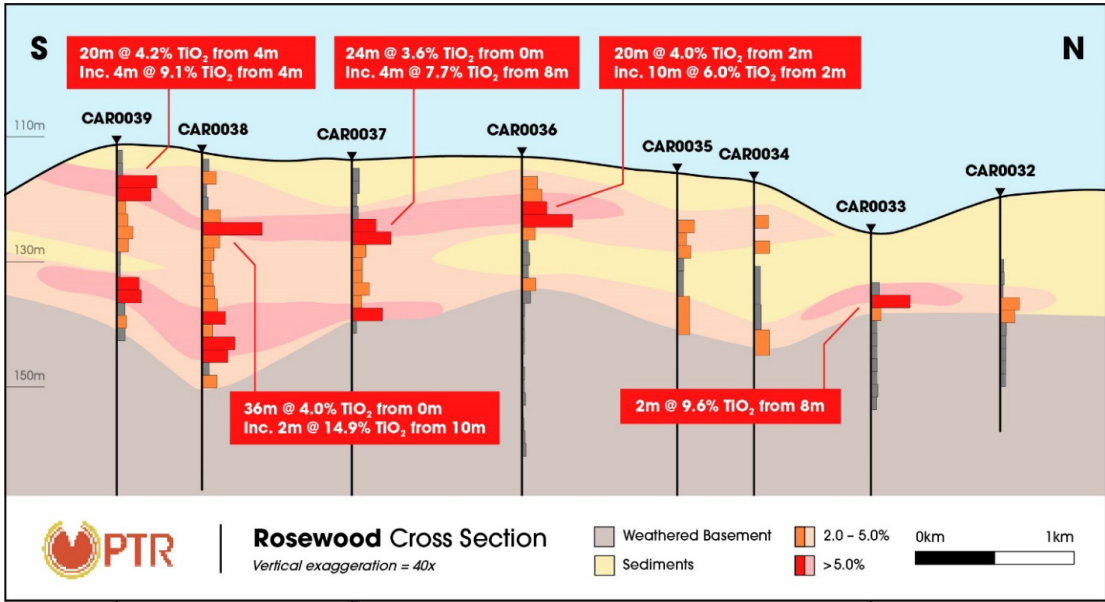 S
N
20m @ 4.2% TiO₂ from 4m
Inc. 4m @ 9.1% TiO₂ from 4m
24m @ 3.6% TiO₂ from 0m
Inc. 4m @ 7.7% TiO₂ from 8m
20m @ 4.0% TiO₂ from 2m
inc. 10m @ 6.0% TiO₂ from 2m
110m
130m
150m
CAR0039
CAR0038
CAR0037
CAR0036
CAR0035
CAR0034
CAR0033
CAR0032
36m @ 4.0% TiO₂ from 0m
Inc. 2m @ 14.9% TiO₂ from 10m
2m @ 9.6% TiO₂ from 8m
PTR
Rosewood Cross Section
Vertical exaggeration = 40x
Weathered Basement
Sediments
2.0 – 5.0%
>5.0%
0km
1km